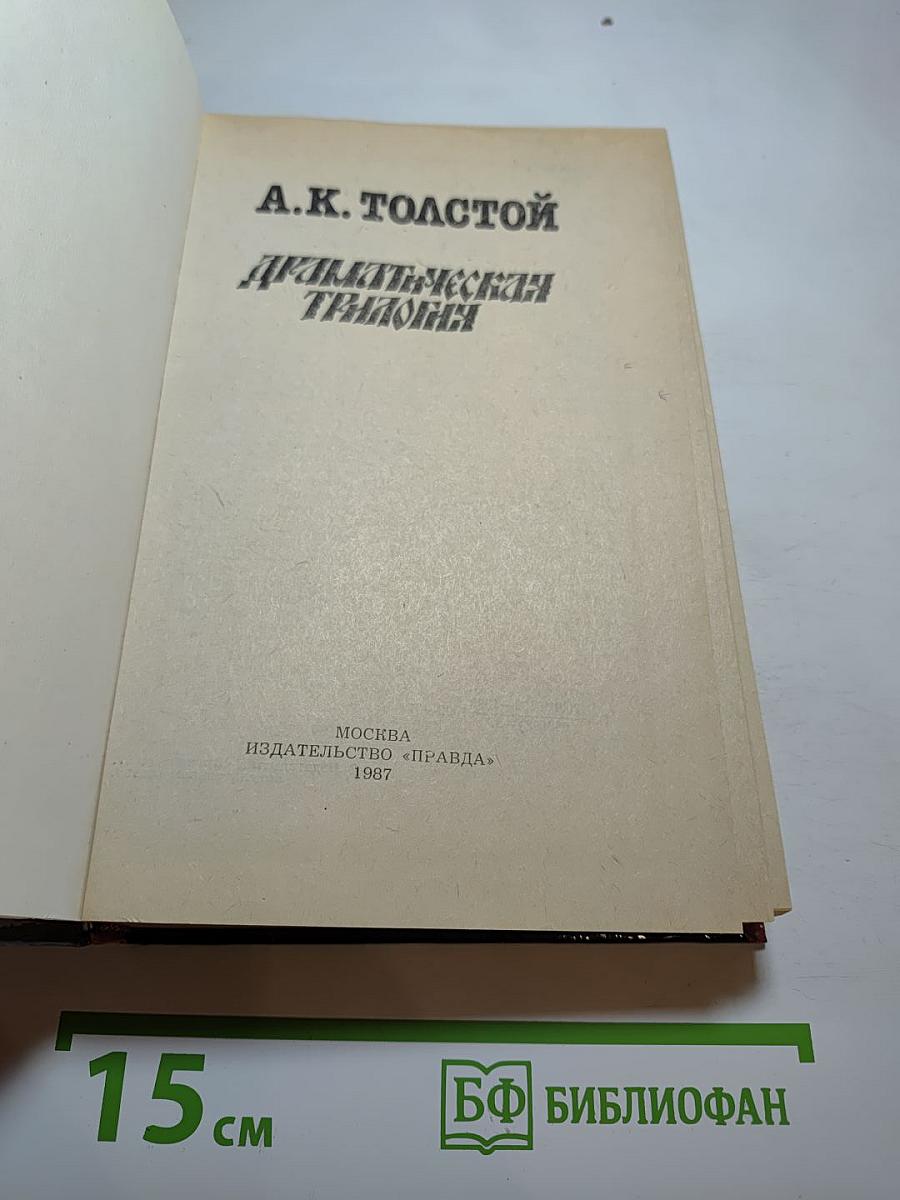 А.К. ТОЛСТОЙ
ДРАМАТИЧЕСКАЯ
ТРИЛОГИЯ
МОСКВА
ИЗДАТЕЛЬСТВО «ПРАВДА»
1987
15 см
БФ БИБЛИОФАН